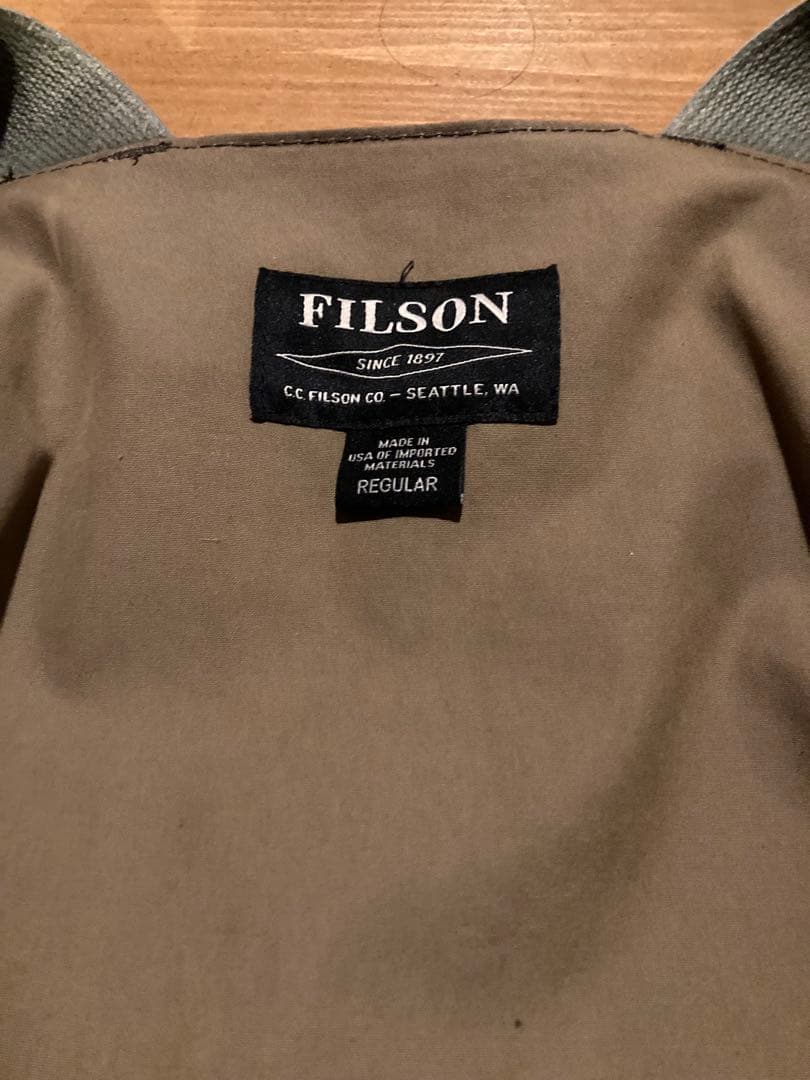 FILSON
SINCE 1897
C.C. FILSON CO. – SEATTLE, WA
MADE IN
USA OF IMPORTED
MATERIALS
REGULAR